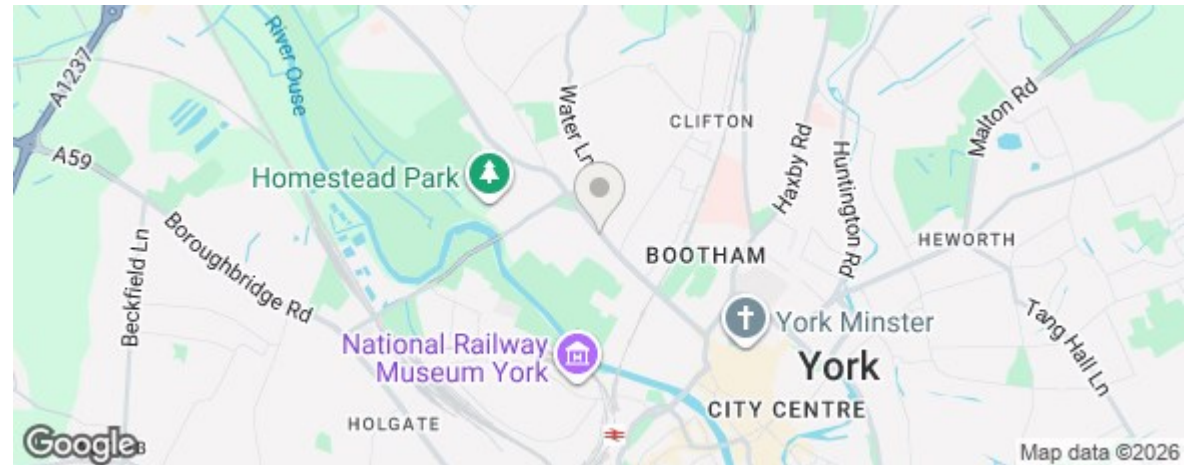 A1237
River Ouse
A59
Water Ln
CLIFTON
Haxby Rd
Huntington Rd
Malton Rd
Homestead Park
Beckfield Ln
Boroughbridge Rd
BOOTHAM
HEWORTH
Tang Hall Ln
York Minster
National Railway
Museum York
York
CITY CENTRE
HOLGATE
Google
Map data ©2026